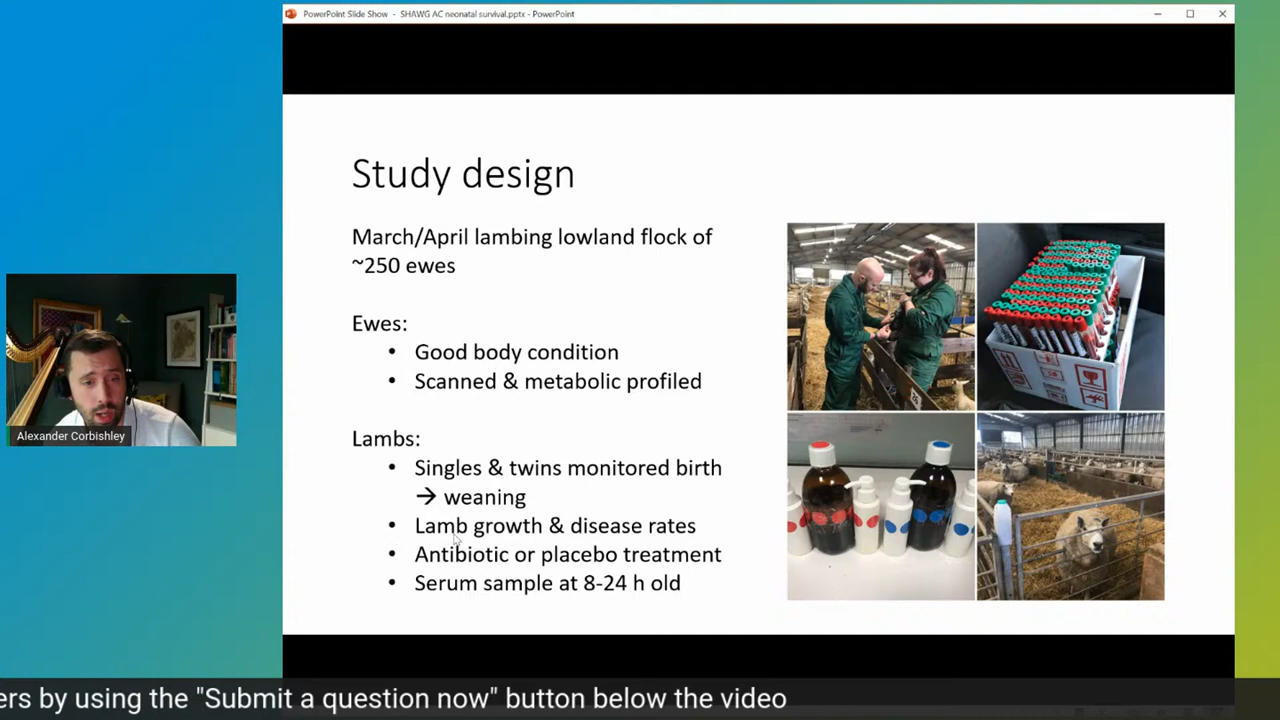 PowerPoint Slide Show - SHAWG AC neonatal survival.pptx - PowerPoint
Study design
March/April lambing lowland flock of
~250 ewes
Ewes:
• Good body condition
• Scanned & metabolic profiled
Lambs:
• Singles & twins monitored birth
→ weaning
• Lamb growth & disease rates
• Antibiotic or placebo treatment
• Serum sample at 8-24 h old
Alexander Corbishley
ers by using the "Submit a question now" button below the video